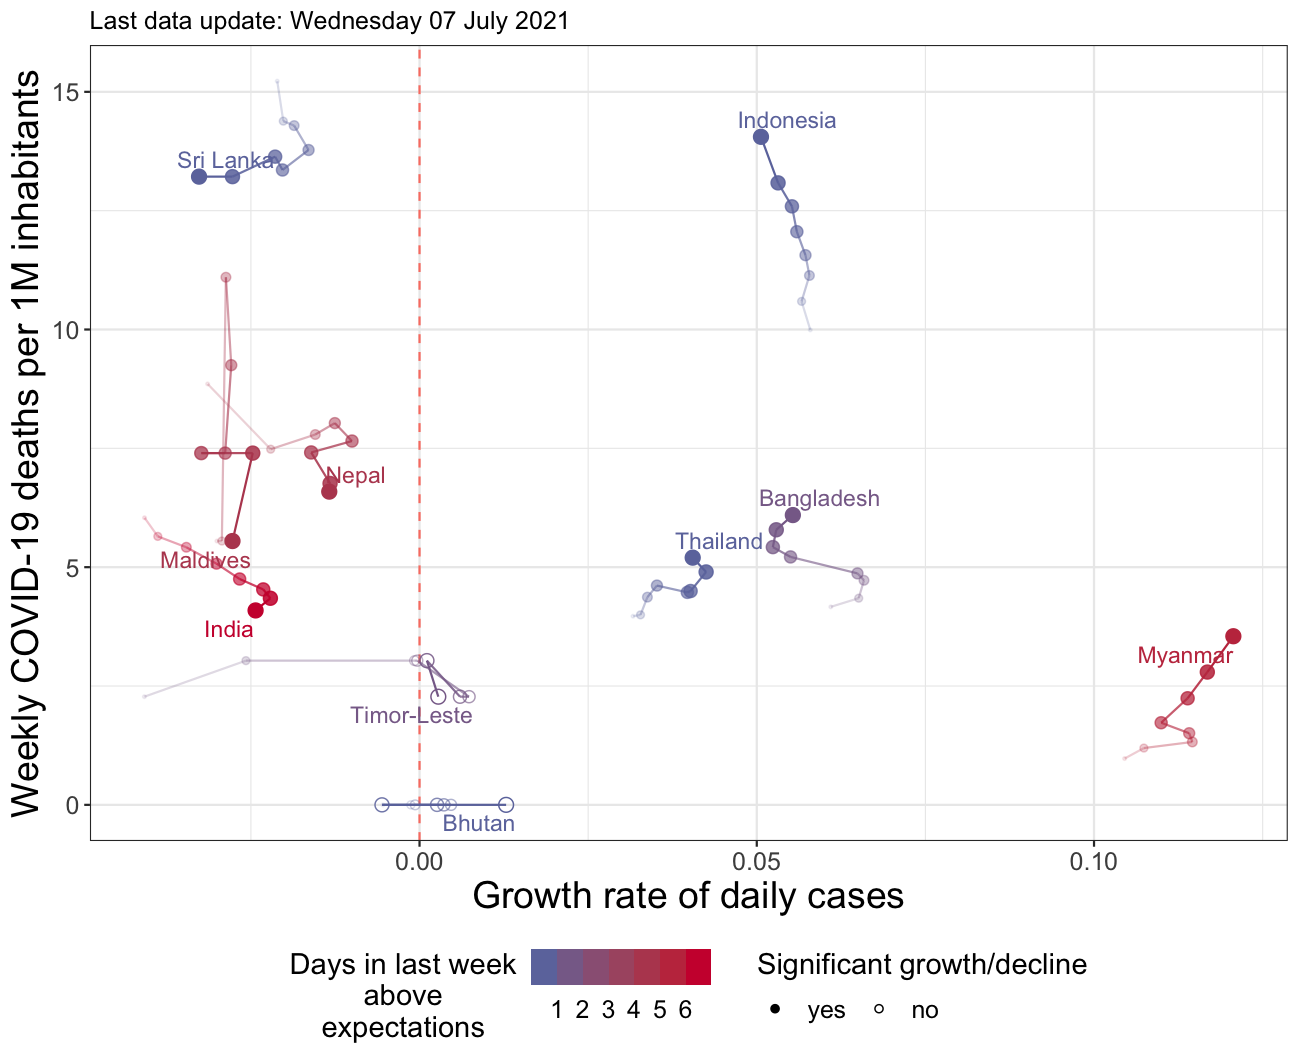 Last data update: Wednesday 07 July 2021
Weekly COVID-19 deaths per 1M inhabitants
15
10
5
0
Sri Lanka
Indonesia
Nepal
Bangladesh
Thailand
Maldives
India
Myanmar
Timor-Leste
Bhutan
0.00
0.05
0.10
Growth rate of daily cases
Days in last week
above
expectations
1 2 3 4 5 6
Significant growth/decline
yes
no